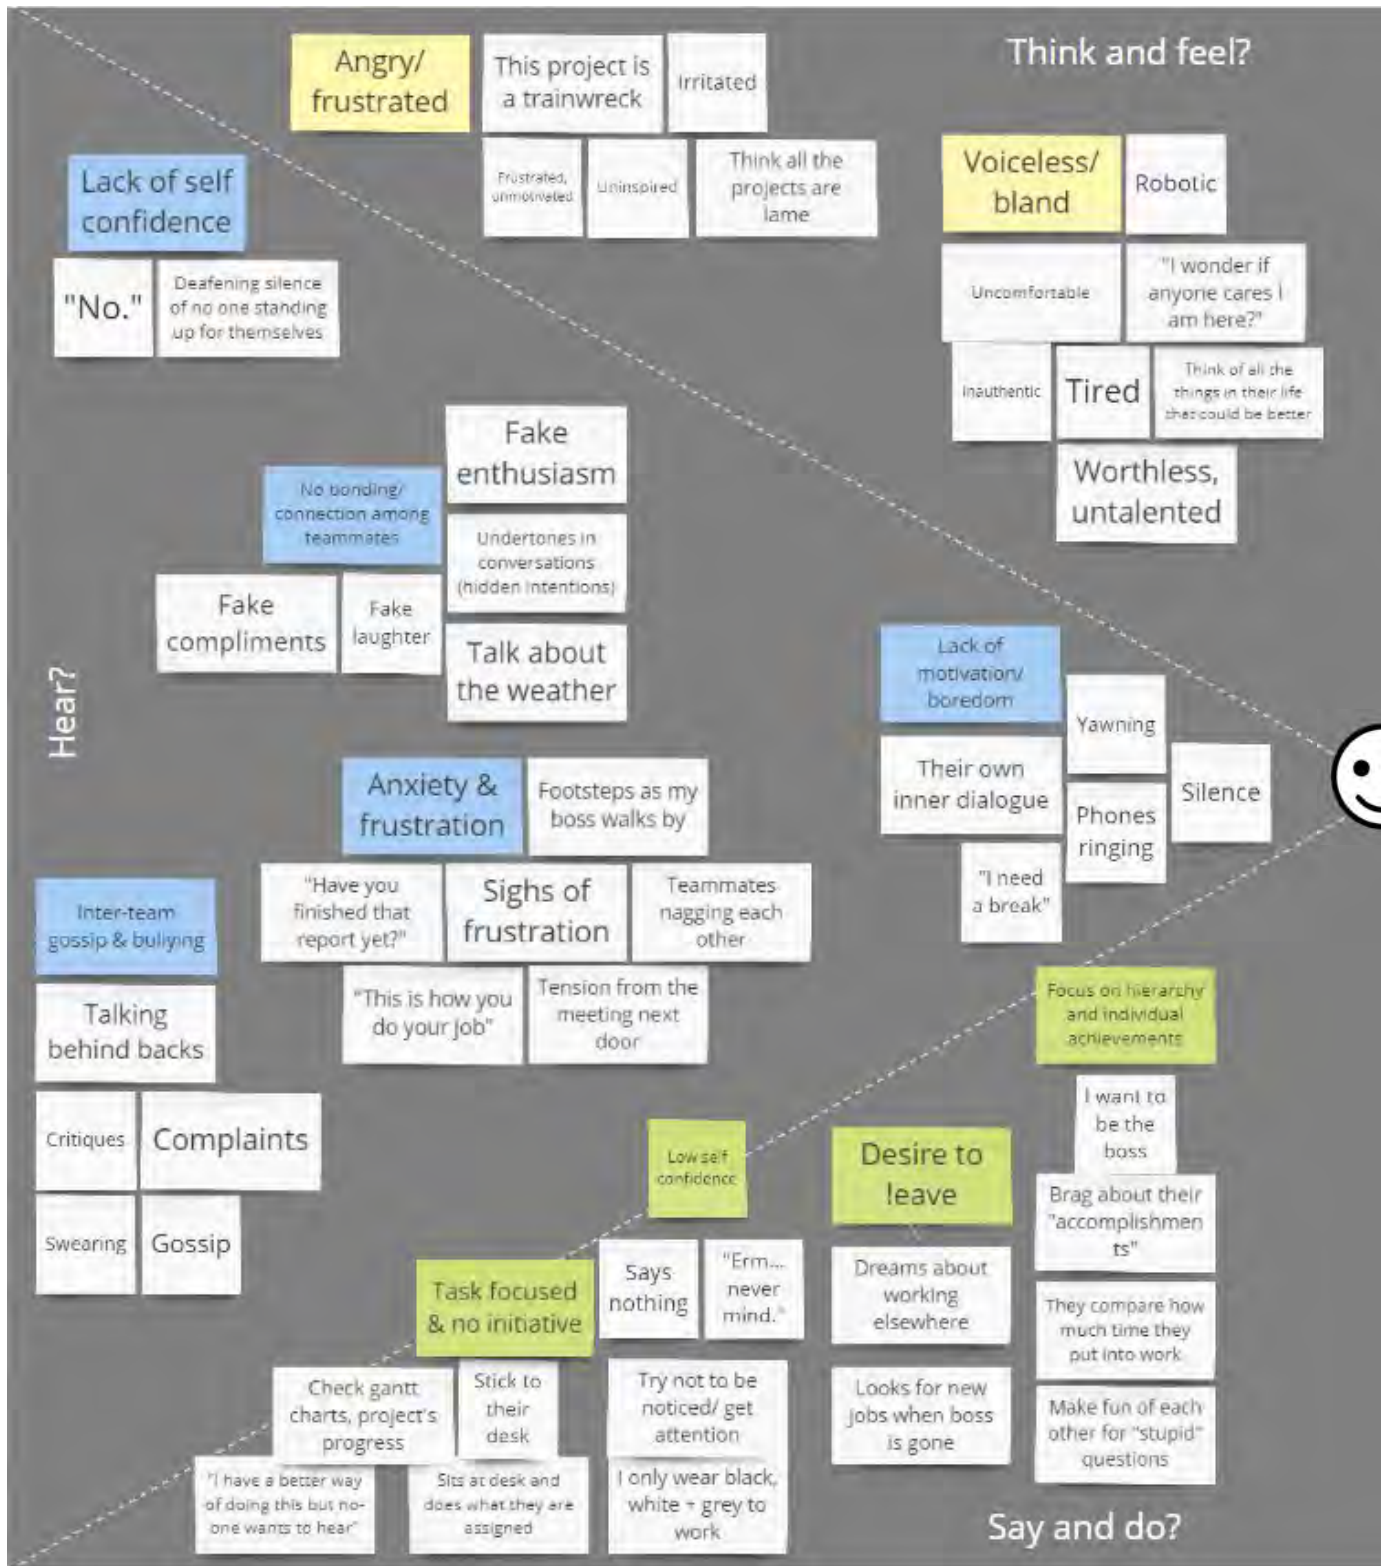 Think and feel?
Angry/
frustrated
This project is
a trainwreck
Irritated
Frustrated,
unmotivated
Uninspired
Think all the
projects are
lame
Voiceless/
bland
Robotic
Uncomfortable
"I wonder if
anyone cares I
am here?"
Inauthentic
Tired
Think of all the
things in their life
that could be better
Worthless,
untalented
Hear?
Lack of self
confidence
"No."
Deafening silence
of no one standing
up for themselves
No bonding/
connection among
teammates
Fake
enthusiasm
Undertones in
conversations
(hidden intentions)
Fake
compliments
Fake
laughter
Talk about
the weather
Lack of
motivation/
boredom
Yawning
Their own
inner dialogue
Silence
Phones
ringing
"I need
a break"
Anxiety &
frustration
Footsteps as my
boss walks by
"Have you
finished that
report yet?"
Sighs of
frustration
Teammates
nagging each
other
"This is how you
do your job"
Tension from the
meeting next
door
Inter-team
gossip & bullying
Talking
behind backs
Critiques
Complaints
Swearing
Gossip
Say and do?
Focus on hierarchy
and individual
achievements
I want to
be the
boss
Brag about their
"accomplishmen
ts"
They compare how
much time they
put into work
Make fun of each
other for "stupid"
questions
Desire to
leave
Dreams about
working
elsewhere
Looks for new
jobs when boss
is gone
Low self
confidence
Says
nothing
"Erm...
never
mind."
Try not to be
noticed/ get
attention
I only wear black,
white + grey to
work
Task focused
& no initiative
Check gantt
charts, project's
progress
Stick to
their
desk
"I have a better way
of doing this but no-
one wants to hear"
Sits at desk and
does what they are
assigned